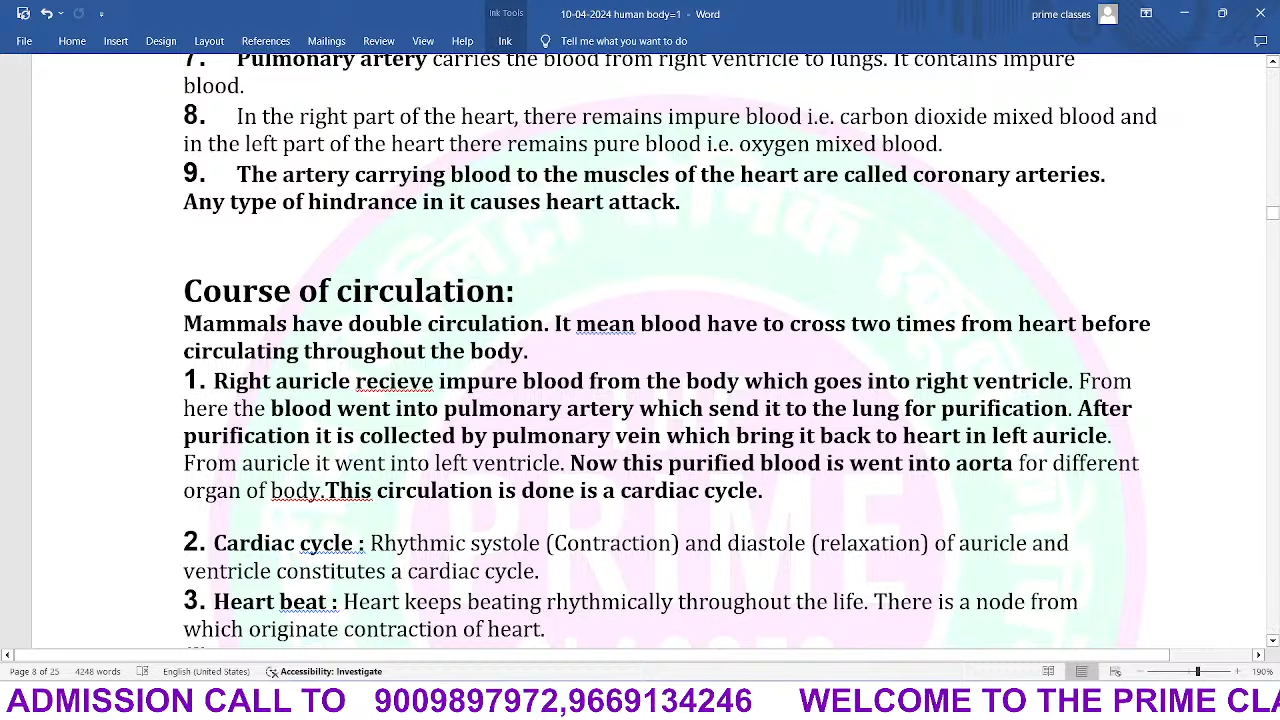 Ink Tools
10-04-2024 human body=1 - Word
prime classes
File Home Insert Design Layout References Mailings Review View Help Ink Tell me what you want to do
7. Pulmonary artery carries the blood from right ventricle to lungs. It contains impure
blood.
8. In the right part of the heart, there remains impure blood i.e. carbon dioxide mixed blood and
in the left part of the heart there remains pure blood i.e. oxygen mixed blood.
9. The artery carrying blood to the muscles of the heart are called coronary arteries.
Any type of hindrance in it causes heart attack.
Course of circulation:
Mammals have double circulation. It mean blood have to cross two times from heart before
circulating throughout the body.
1. Right auricle recieve impure blood from the body which goes into right ventricle. From
here the blood went into pulmonary artery which send it to the lung for purification. After
purification it is collected by pulmonary vein which bring it back to heart in left auricle.
From auricle it went into left ventricle. Now this purified blood is went into aorta for different
organ of body.This circulation is done is a cardiac cycle.
2. Cardiac cycle : Rhythmic systole (Contraction) and diastole (relaxation) of auricle and
ventricle constitutes a cardiac cycle.
3. Heart beat : Heart keeps beating rhythmically throughout the life. There is a node from
which originate contraction of heart.
PRIME
Page 8 of 25 4248 words English (United States) Accessibility: Investigate 190%
ADMISSION CALL TO 9009897972,9669134246 WELCOME TO THE PRIME CLA